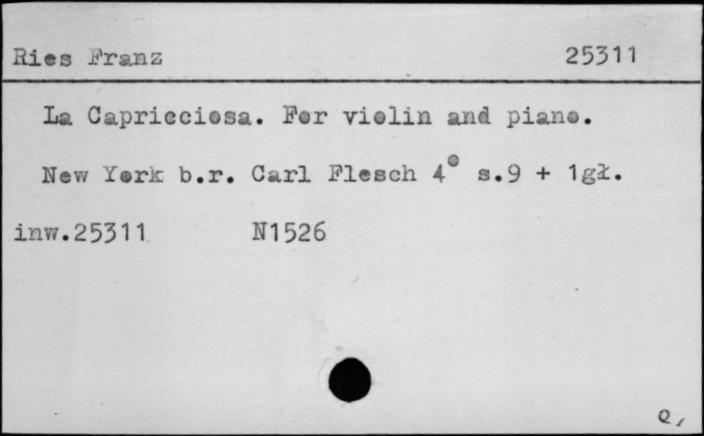 Ries Franz 25311
La Capricciosa. For violin and piano.
New York b.r. Carl Flesch 4° s.9 + 1gł.
inw.25311 N1526